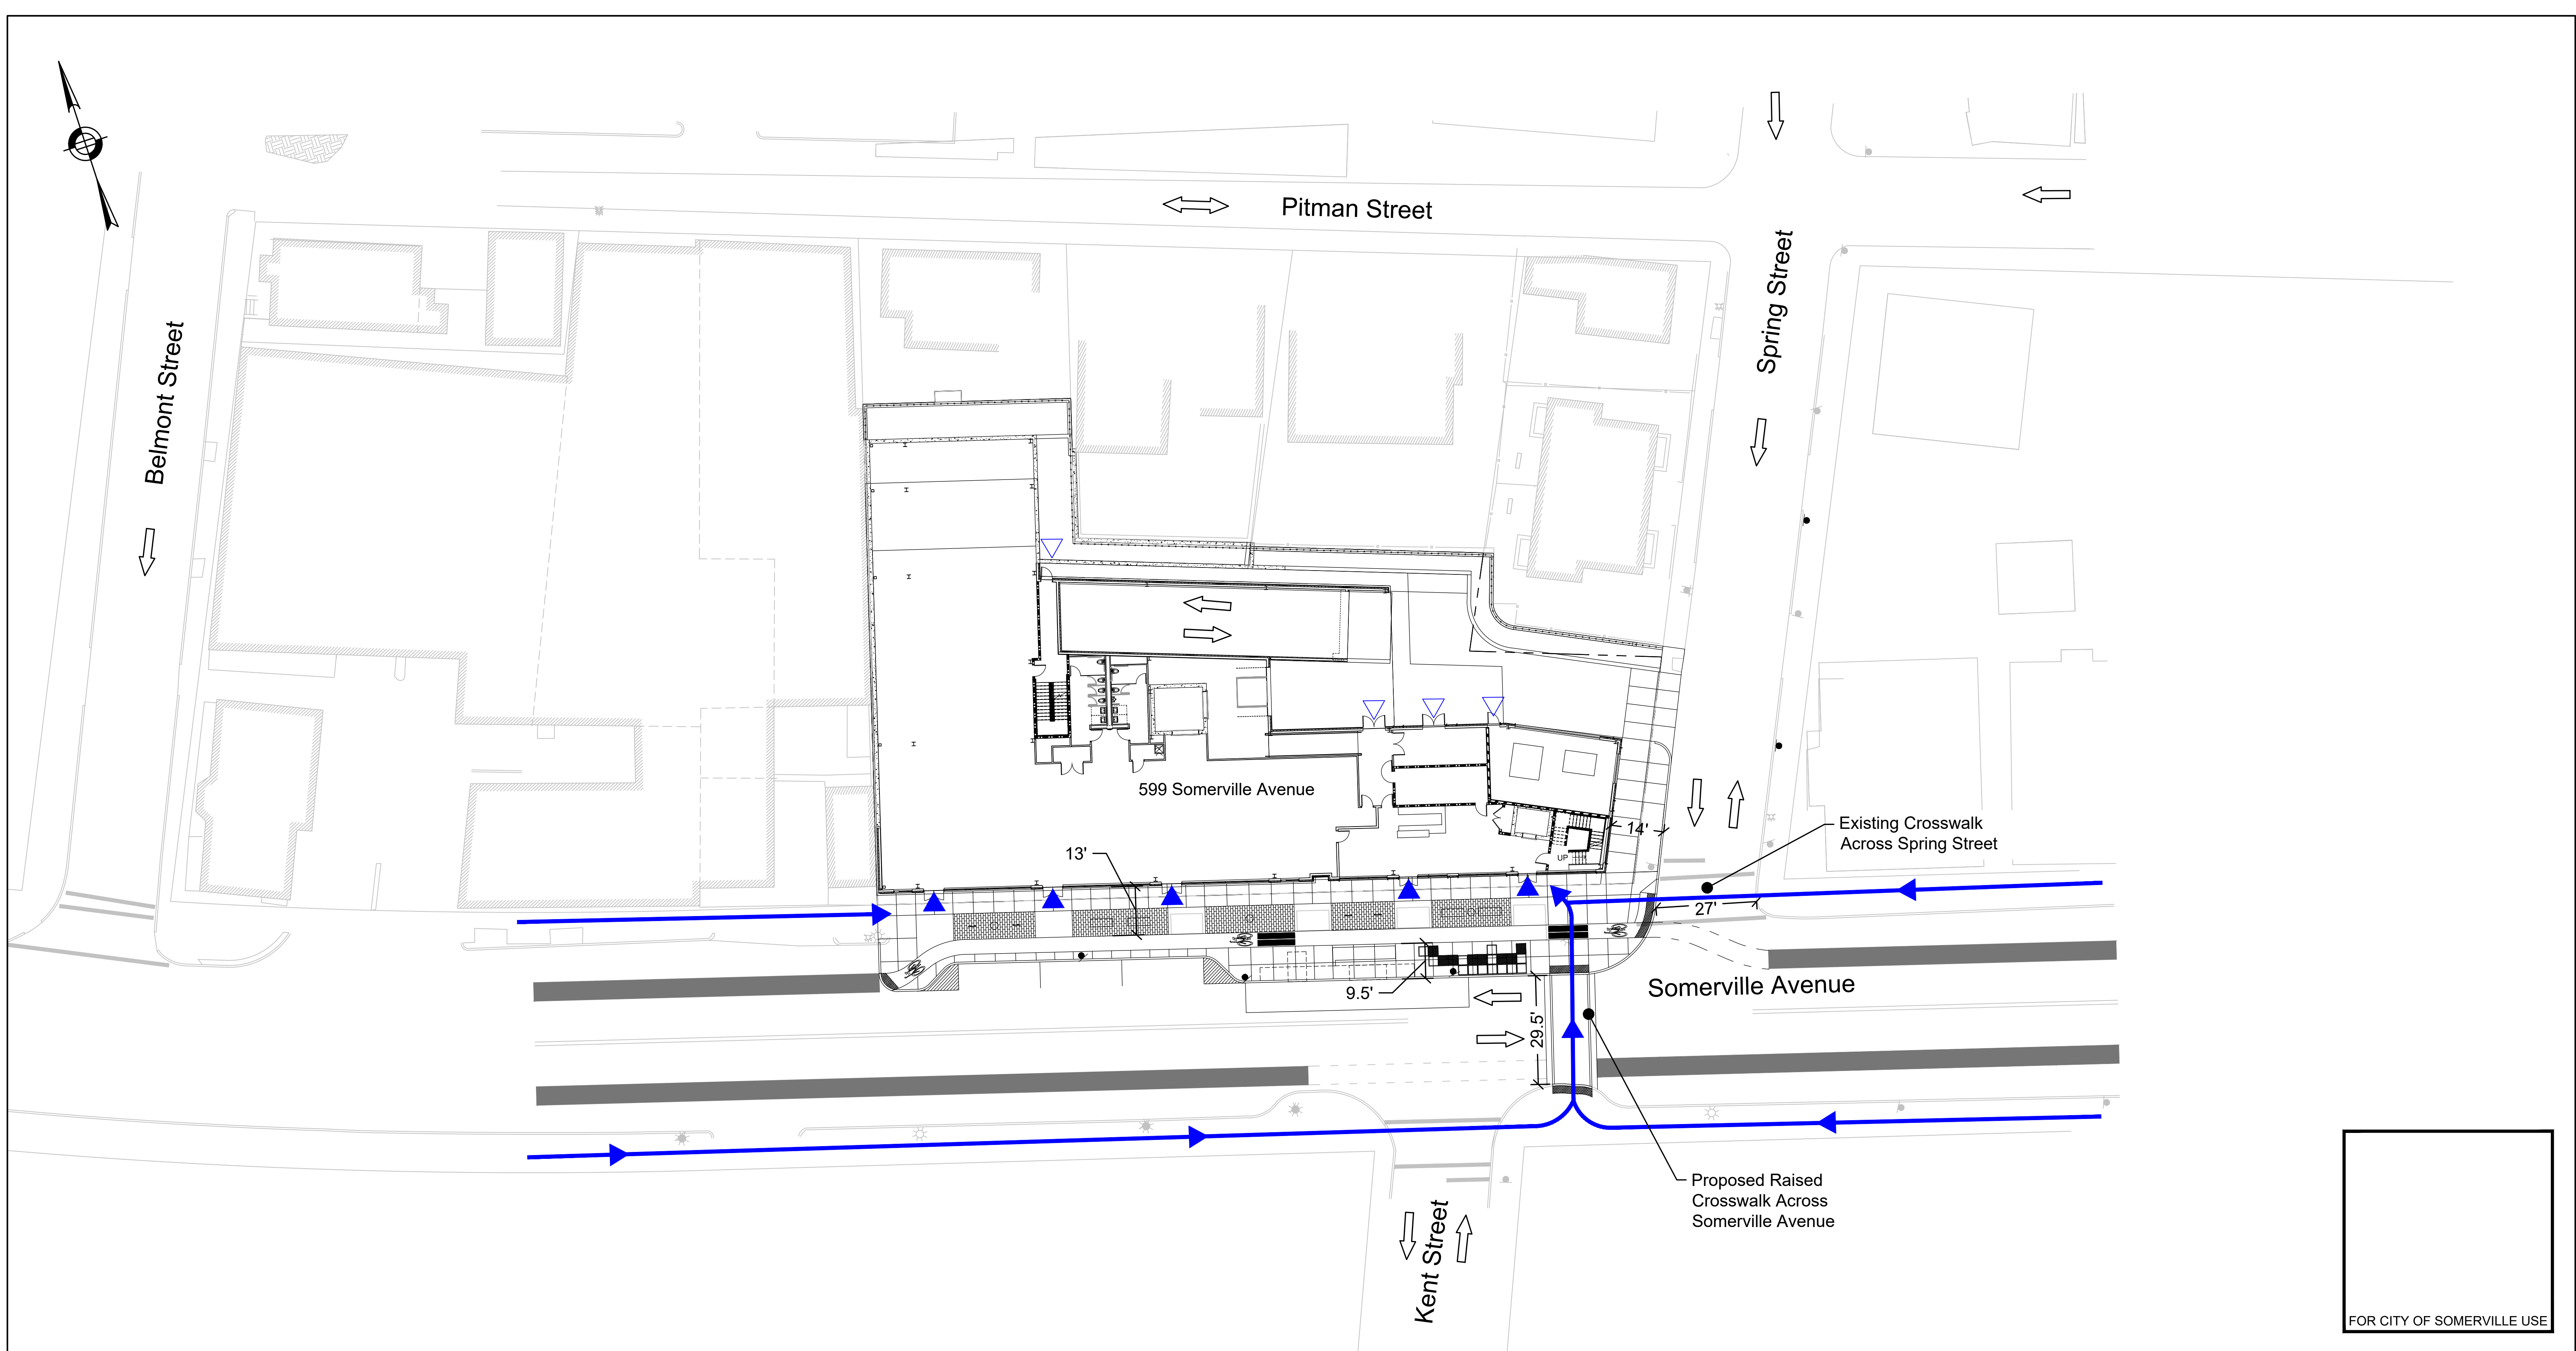 Pitman Street
Spring Street
Belmont Street
599 Somerville Avenue
UP
14'
13'
Existing Crosswalk
Across Spring Street
27'
9.5'
29.5'
Somerville Avenue
Proposed Raised
Crosswalk Across
Somerville Avenue
Kent Street
FOR CITY OF SOMERVILLE USE